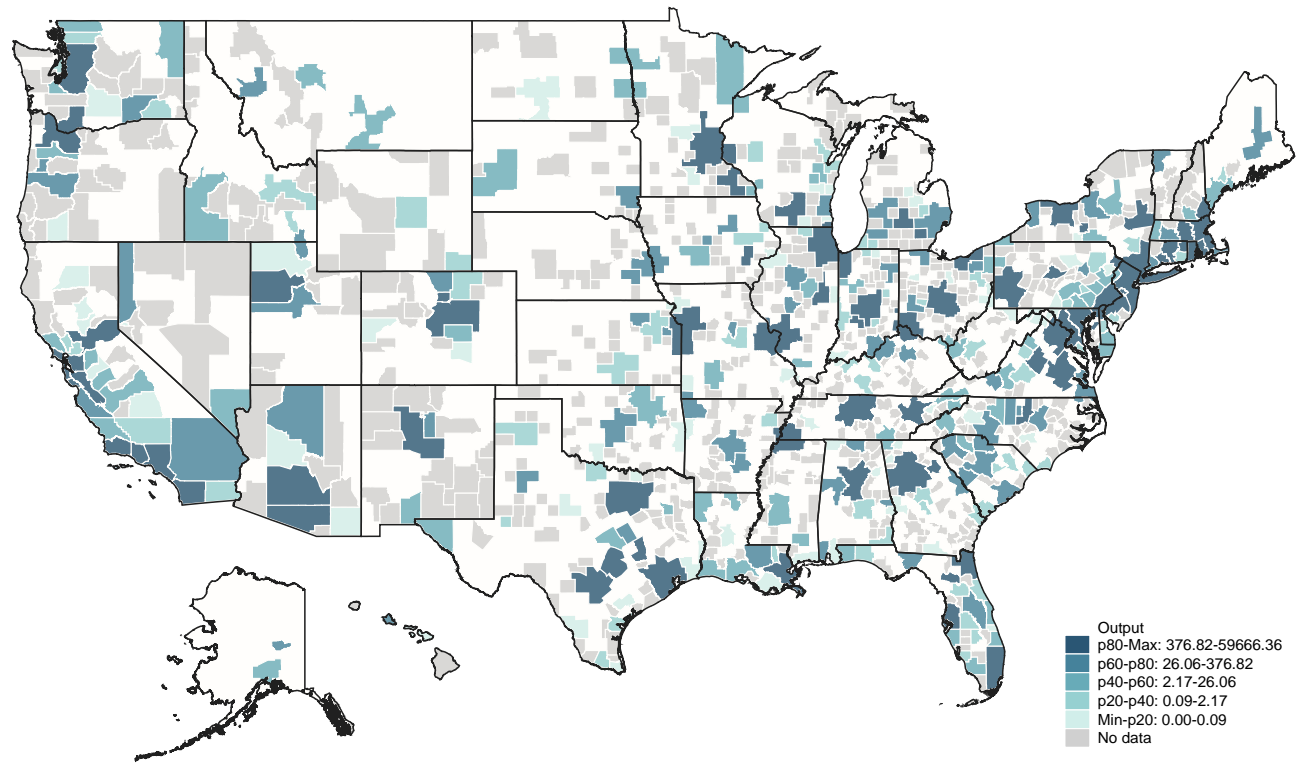 Output
p80-Max: 376.82-59666.36
p60-p80: 26.06-376.82
p40-p60: 2.17-26.06
p20-p40: 0.09-2.17
Min-p20: 0.00-0.09
No data